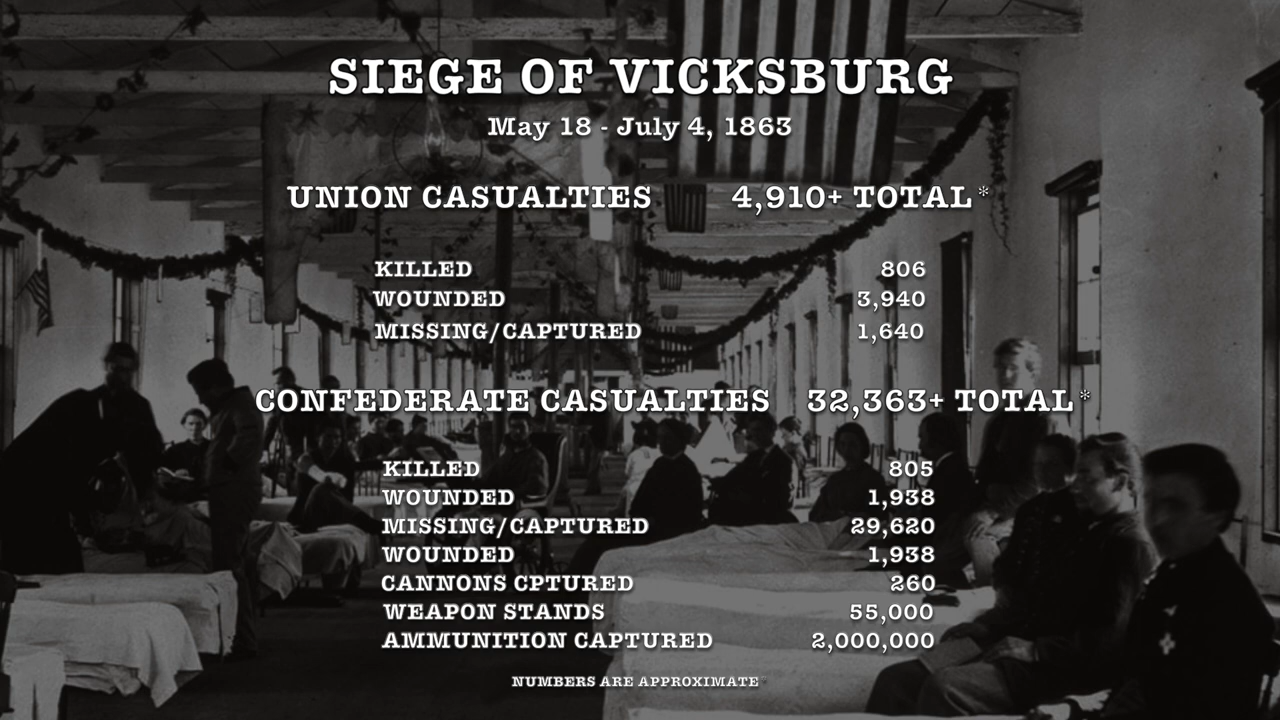 SIEGE OF VICKSBURG
May 18 - July 4, 1863
UNION CASUALTIES 4,910+ TOTAL*
KILLED 806
WOUNDED 3,940
MISSING/CAPTURED 1,640
CONFEDERATE CASUALTIES 32,363+ TOTAL*
KILLED 805
WOUNDED 1,938
MISSING/CAPTURED 29,620
WOUNDED 1,938
CANNONS CPTURED 260
WEAPON STANDS 55,000
AMMUNITION CAPTURED 2,000,000
NUMBERS ARE APPROXIMATE*